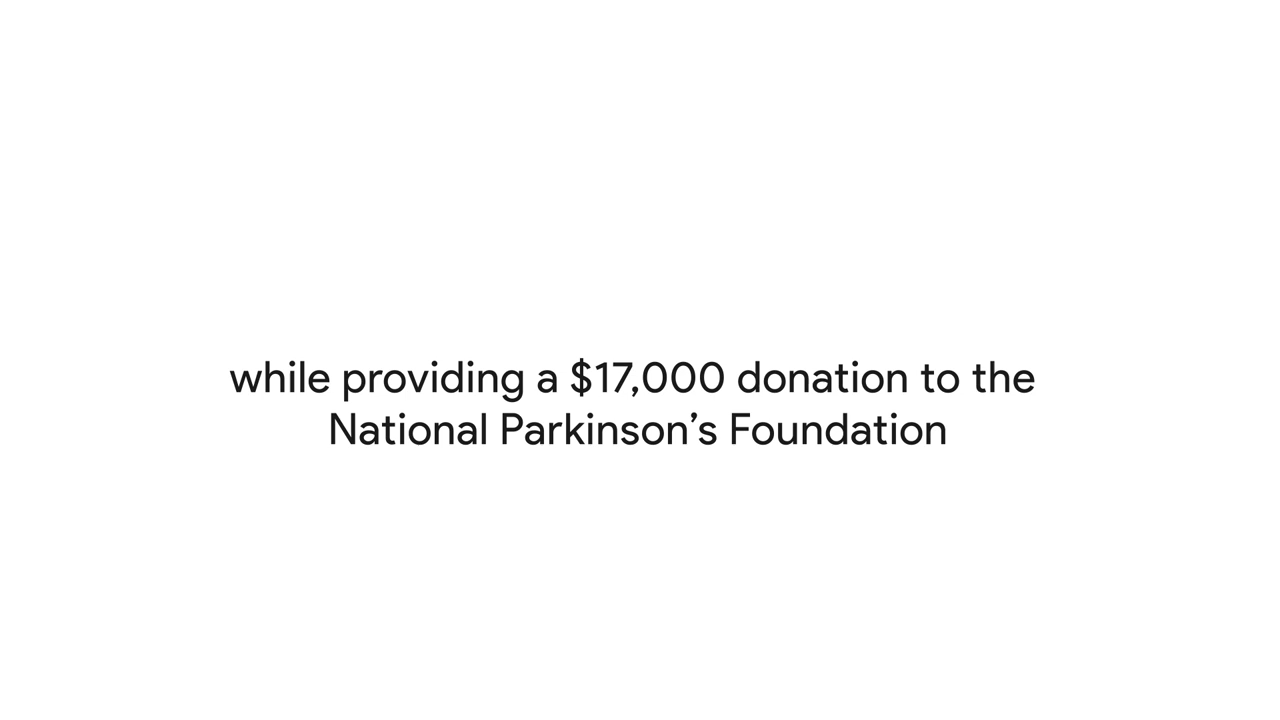 while providing a $17,000 donation to the
National Parkinson’s Foundation